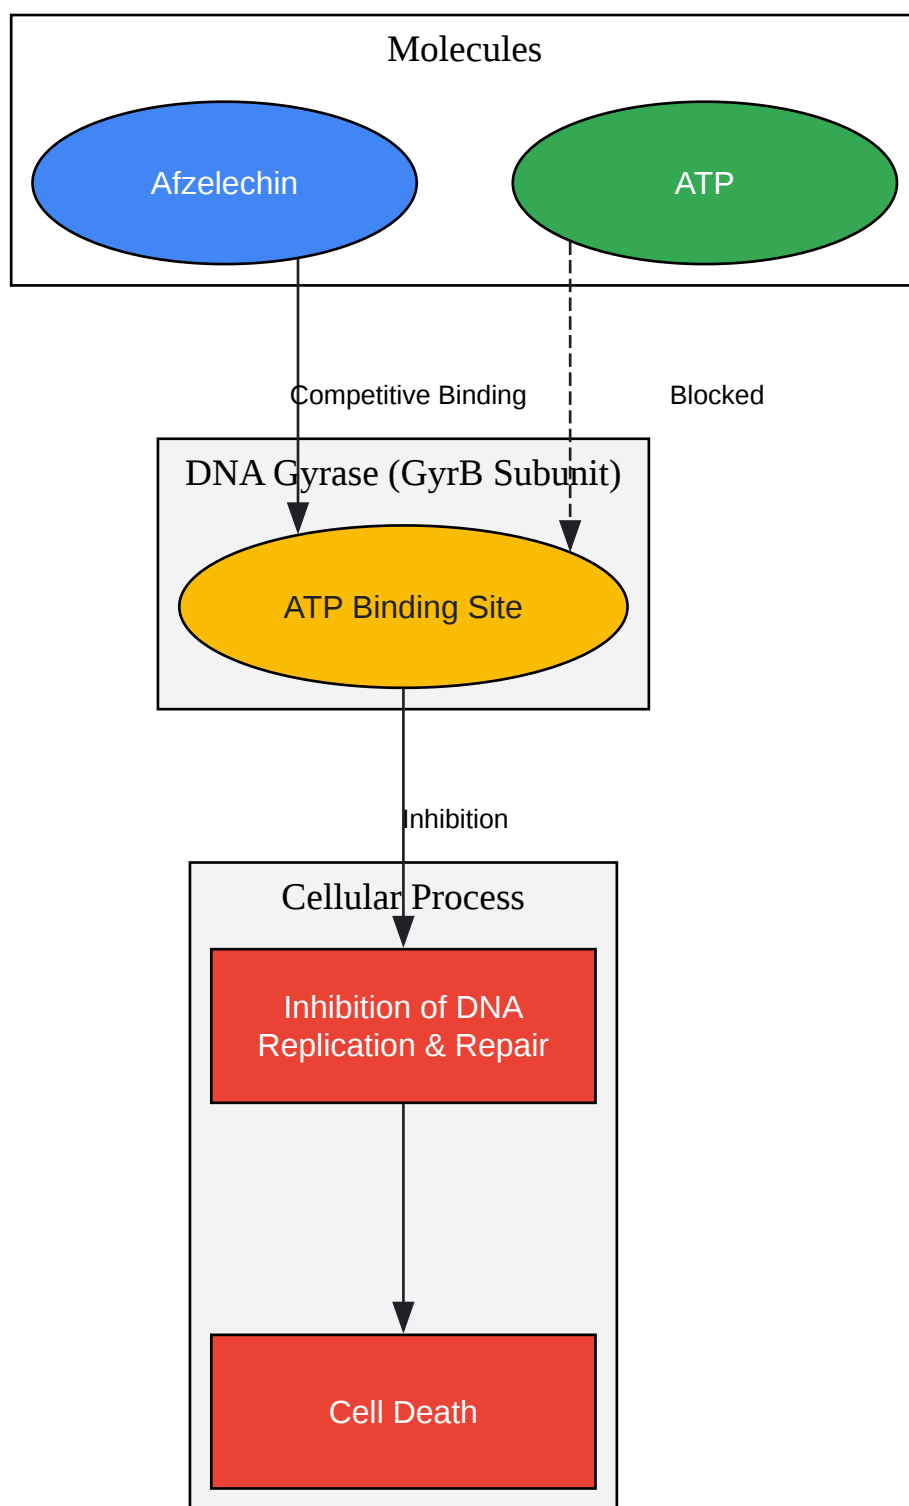 Molecules
Afzelechin
ATP
Competitive Binding
Blocked
DNA Gyrase (GyrB Subunit)
ATP Binding Site
Inhibition
Cellular Process
Inhibition of DNA
Replication & Repair
Cell Death